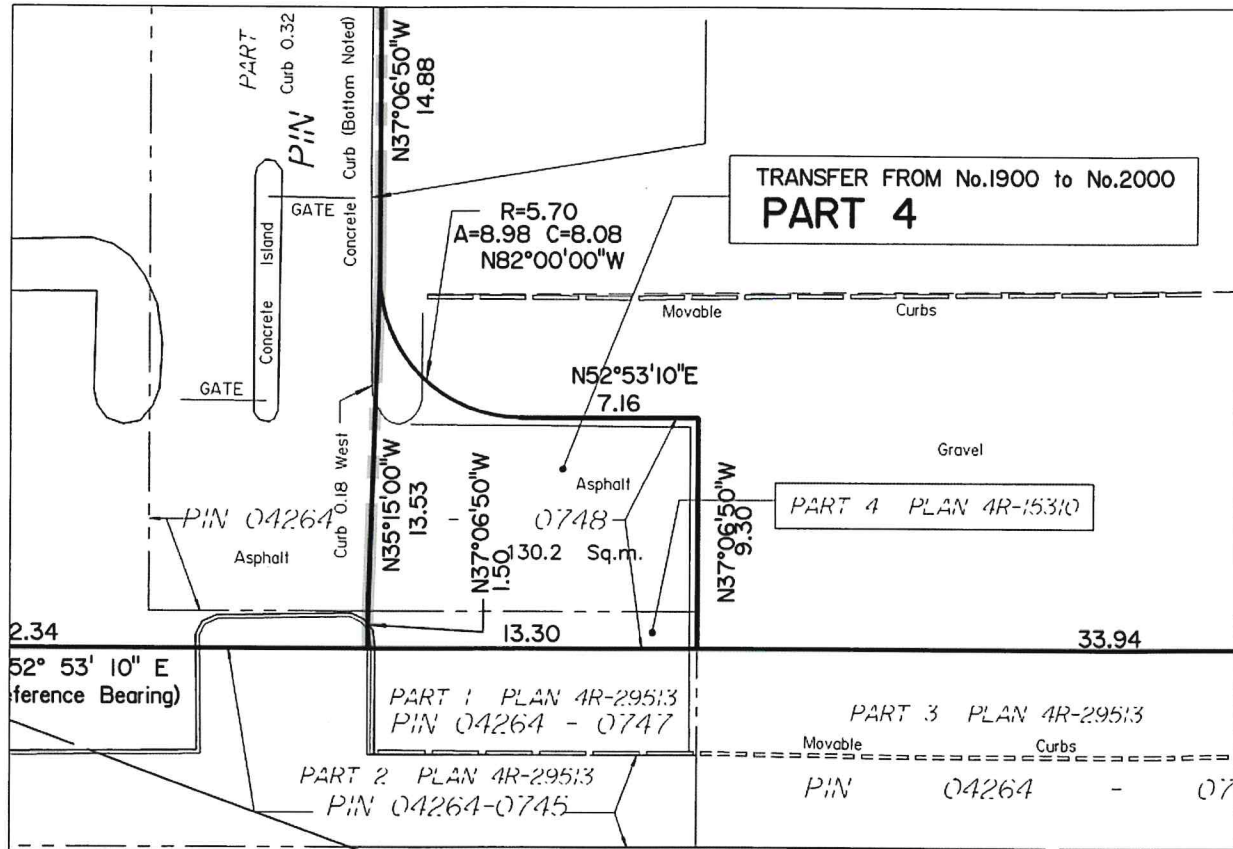 PART
Curb 0.32
PIN
Curb (Bottom Noted)
Concrete
N37°06'50"W
14.88
GATE
Concrete Island
GATE
R=5.70
A=8.98 C=8.08
N82°00'00"W
TRANSFER FROM No.1900 to No.2000
PART 4
Movable Curbs
N52°53'10"E
7.16
Gravel
Curb 0.18 West
N35°15'00"W
13.53
N37°06'50"W
1.50
Asphalt
N37°06'50"W
9.30
PART 4 PLAN 4R-15310
PIN 04264 - 0748
Asphalt
130.2 Sq.m.
2.34
13.30
33.94
52° 53' 10" E
eference Bearing)
PART 1 PLAN 4R-29513
PIN 04264 - 0747
PART 3 PLAN 4R-29513
Movable Curbs
PART 2 PLAN 4R-29513
PIN 04264-0745
PIN 04264 - 07